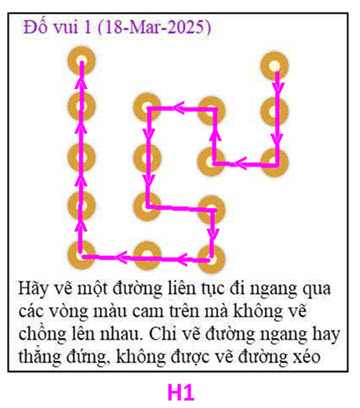 Đố vui 1 (18-Mar-2025)
Hãy vẽ một đường liên tục đi ngang qua
các vòng màu cam trên mà không vẽ
chồng lên nhau. Chỉ vẽ đường ngang hay
thẳng đứng, không được vẽ đường xéo
H1